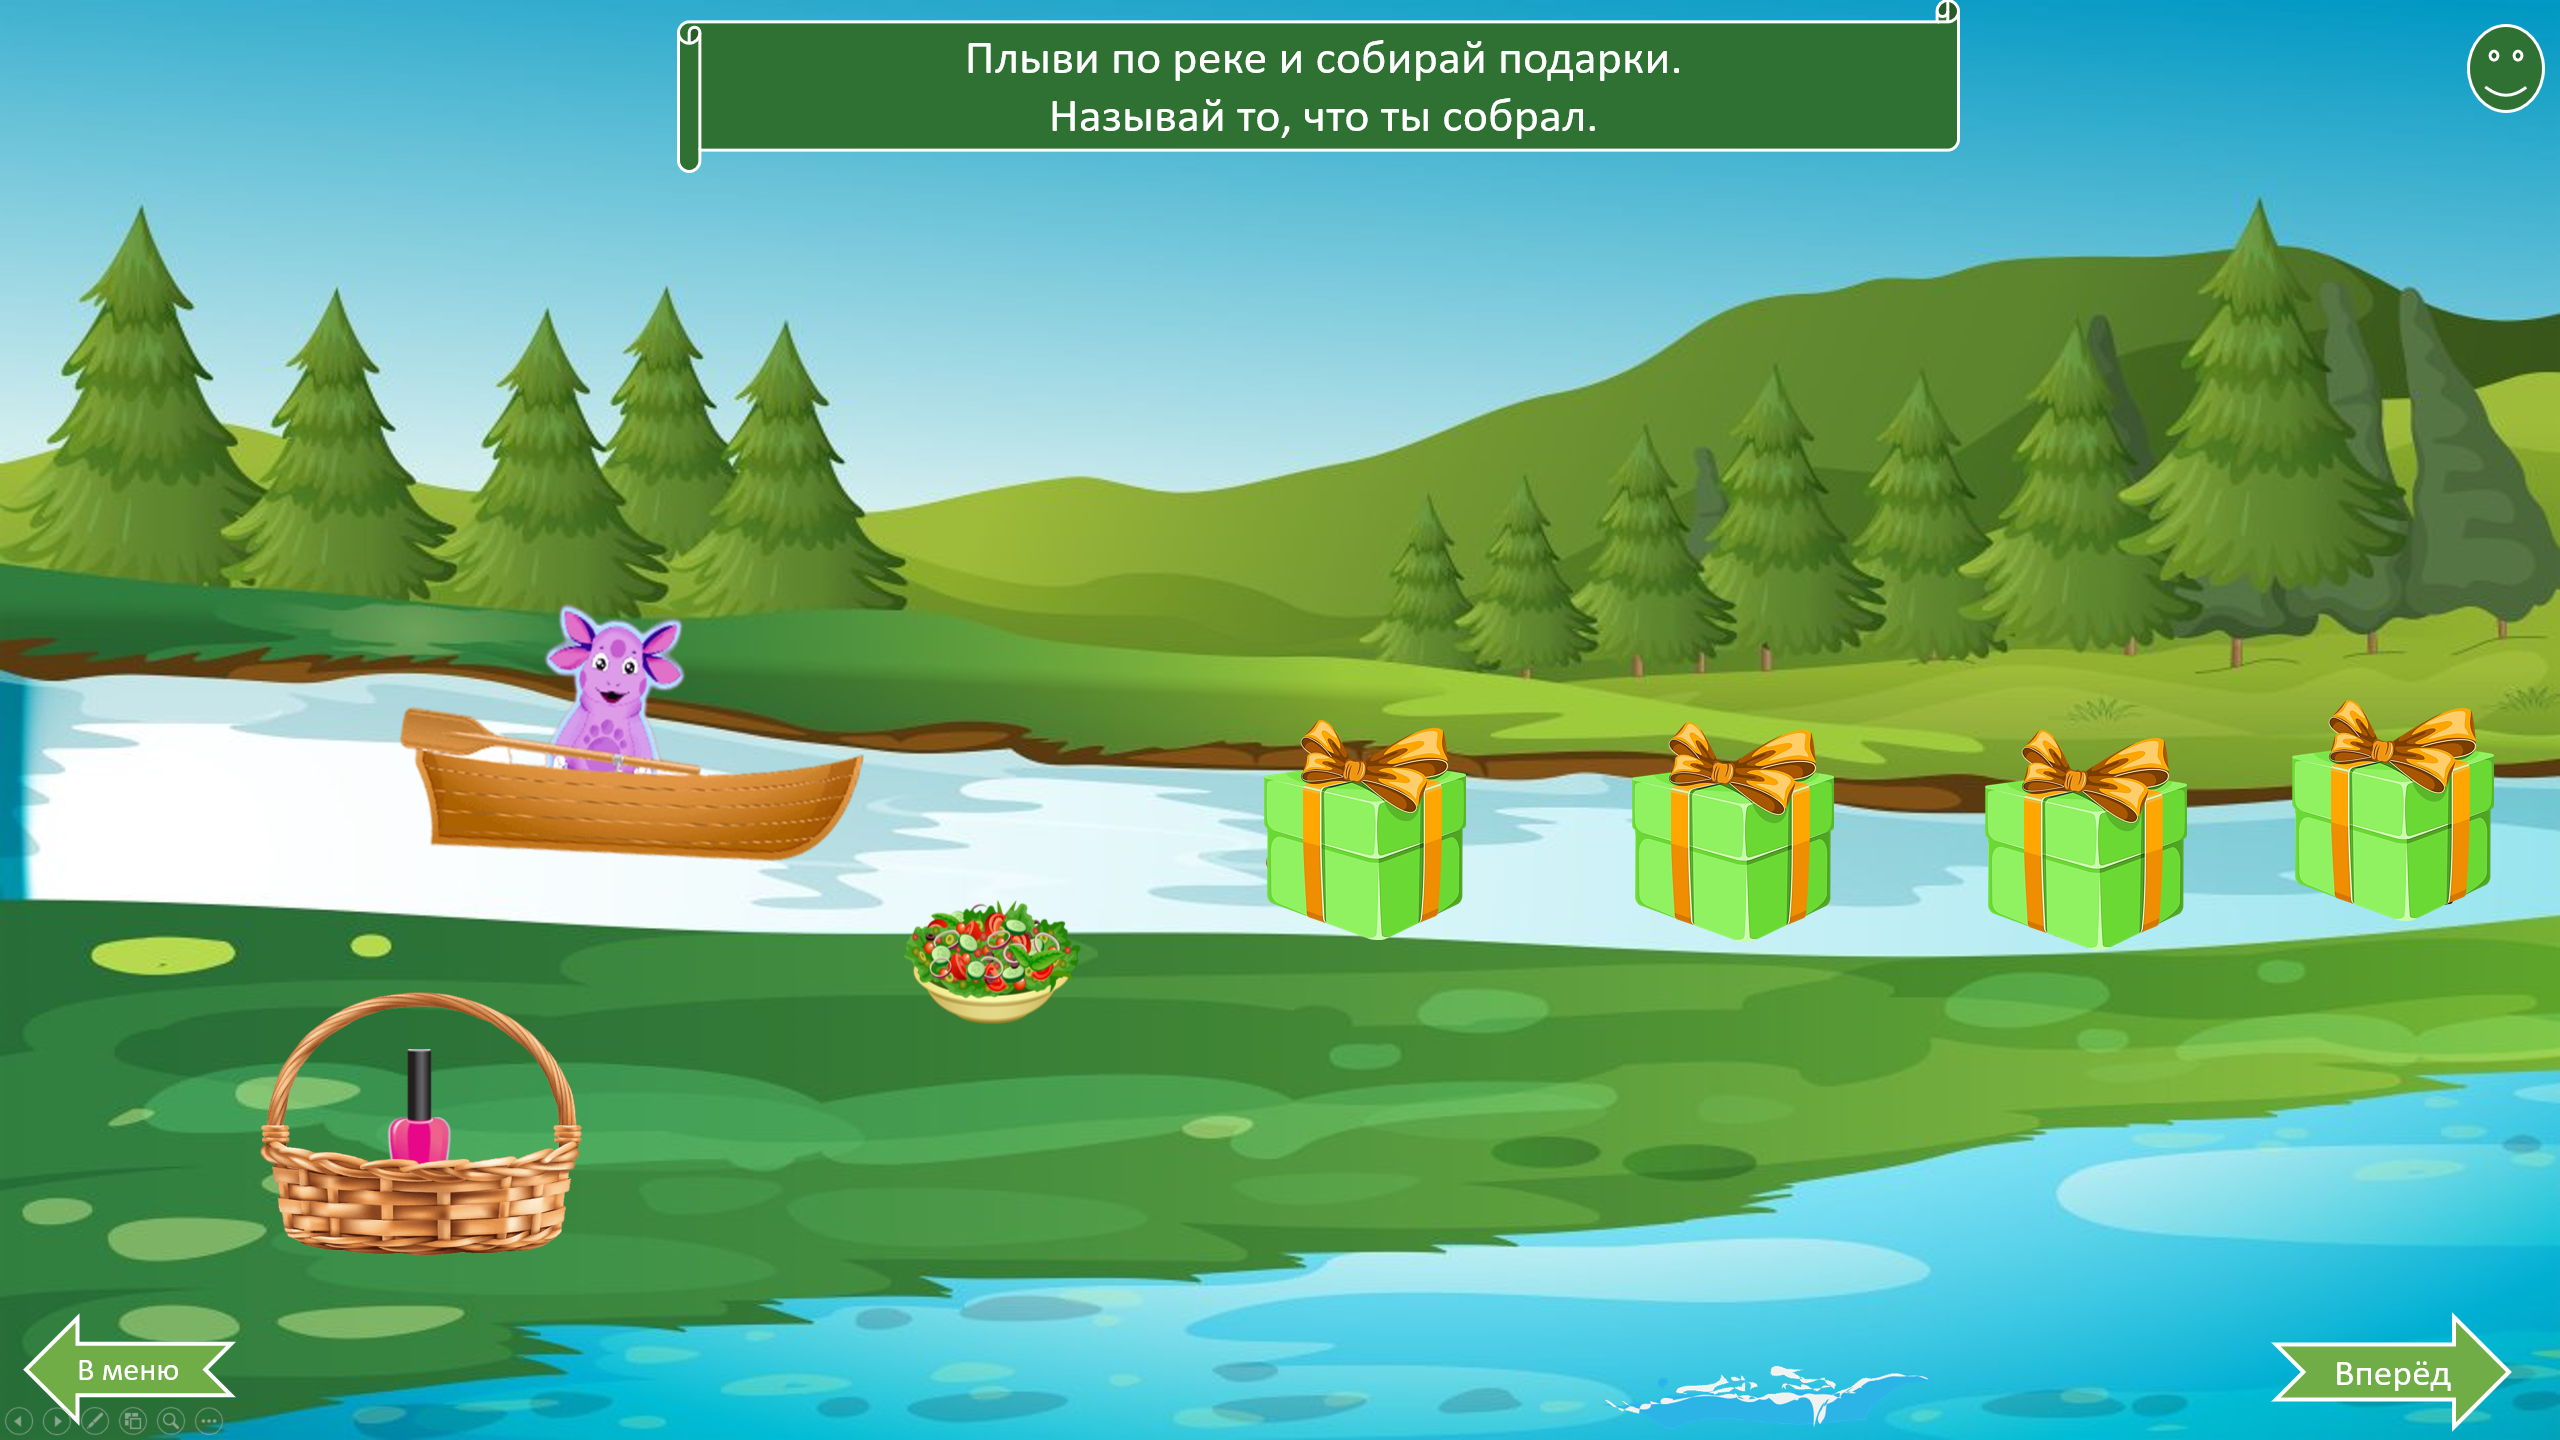 Плыви по реке и собирай подарки.
Называй то, что ты собрал.
В меню
Вперёд